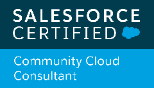 SALESFORCE
CERTIFIED
Community Cloud
Consultant